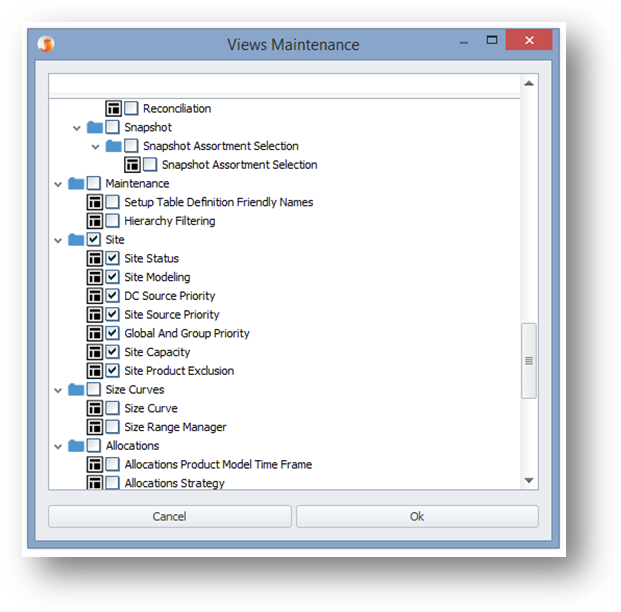 Views Maintenance
Reconciliation
Snapshot
Snapshot Assortment Selection
Snapshot Assortment Selection
Maintenance
Setup Table Definition Friendly Names
Hierarchy Filtering
Site
Site Status
Site Modeling
DC Source Priority
Site Source Priority
Global And Group Priority
Site Capacity
Site Product Exclusion
Size Curves
Size Curve
Size Range Manager
Allocations
Allocations Product Model Time Frame
Allocations Strategy
Cancel Ok